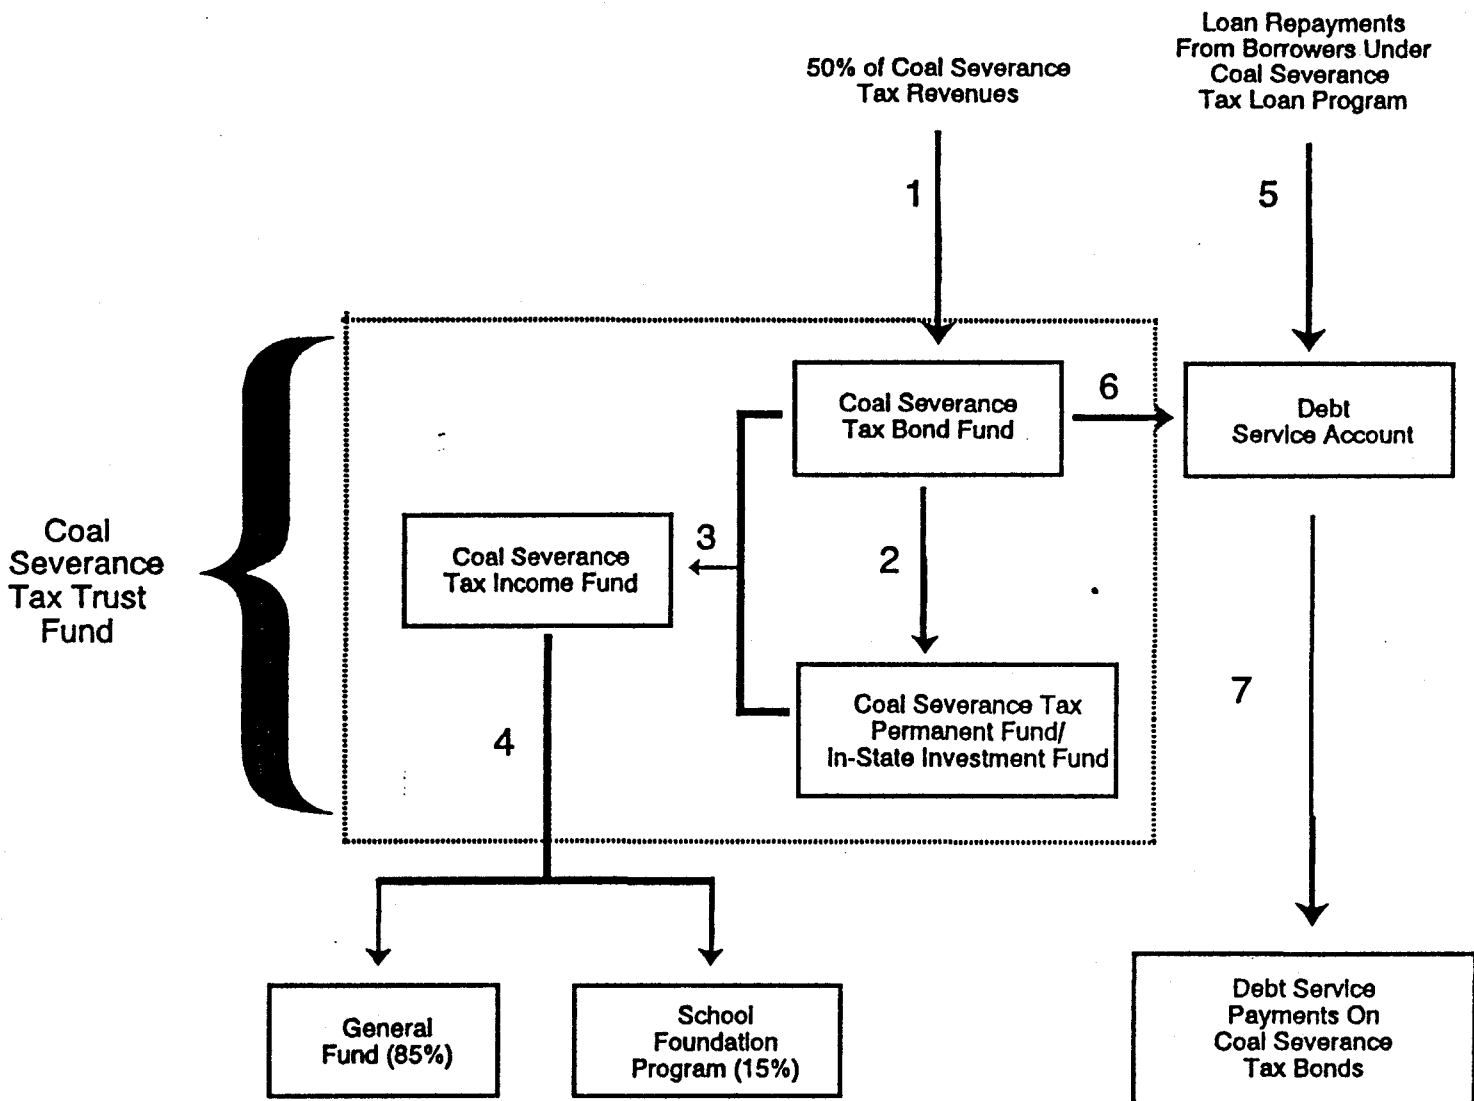 Loan Repayments
From Borrowers Under
Coal Severance
Tax Loan Program
50% of Coal Severance
Tax Revenues
1
5
Coal Severance
Tax Bond Fund
6
Debt
Service Account
Coal
Severance
Tax Trust
Fund
Coal Severance
Tax Income Fund
3
2
Coal Severance Tax
Permanent Fund/
In-State Investment Fund
4
7
General
Fund (85%)
School
Foundation
Program (15%)
Debt Service
Payments On
Coal Severance
Tax Bonds